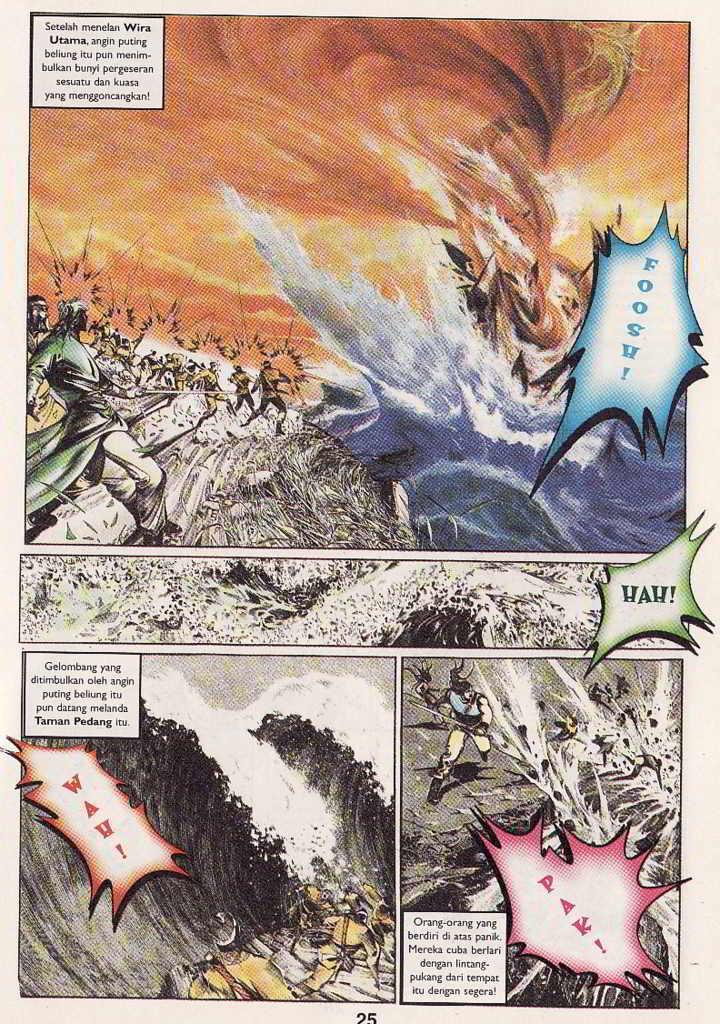 Setelah menelan Wira
Utama, angin puting
beliung itu pun menim-
bulkan bunyi pergeseran
sesuatu dan kuasa
yang menggoncangkan!
FOOSH!
HAH!
Gelombang yang
ditimbulkan oleh angin
puting beliung itu
pun datang melanda
Taman Pedang itu.
WAH!
PAK!
Orang-orang yang
berdiri di atas panik.
Mereka cuba berlari
dengan lintang-
pukang dari tempat
itu dengan segera!
25